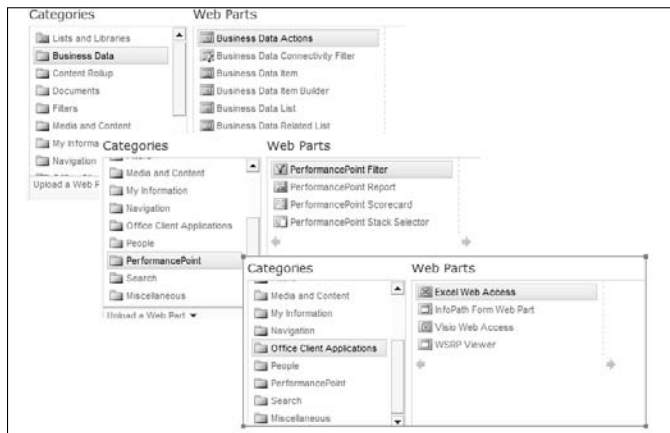 Categories
Web Parts
Lists and Libraries
Business Data
Content Rollup
Documents
Filters
Media and Content
My Informa
Navigation
Upload a Web P
Business Data Actions
Business Data Connectivity Filter
Business Data Item
Business Data Item Builder
Business Data List
Business Data Related List
Categories
Web Parts
Media and Content
My Information
Navigation
Office Client Applications
People
PerformancePoint
Search
Miscellaneous
Upload a Web Part
PerformancePoint Filter
PerformancePoint Report
PerformancePoint Scorecard
PerformancePoint Stack Selector
Categories
Web Parts
Media and Content
My Information
Navigation
Office Client Applications
People
PerformancePoint
Search
Miscellaneous
Excel Web Access
InfoPath Form Web Part
Visio Web Access
WSRP Viewer